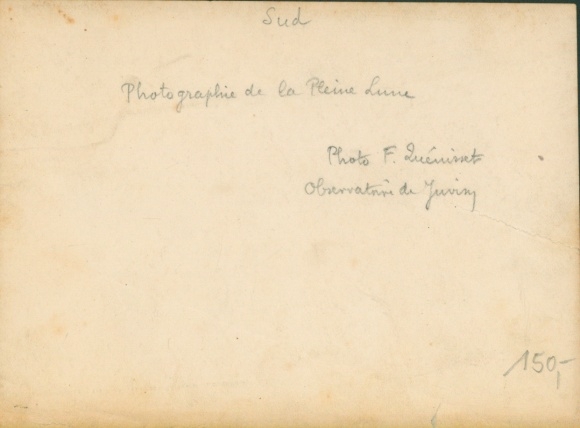 Sud
Photographie de la Pleine Lune
Photo F. Quénisset
Observatoire de Juvisy
150,-